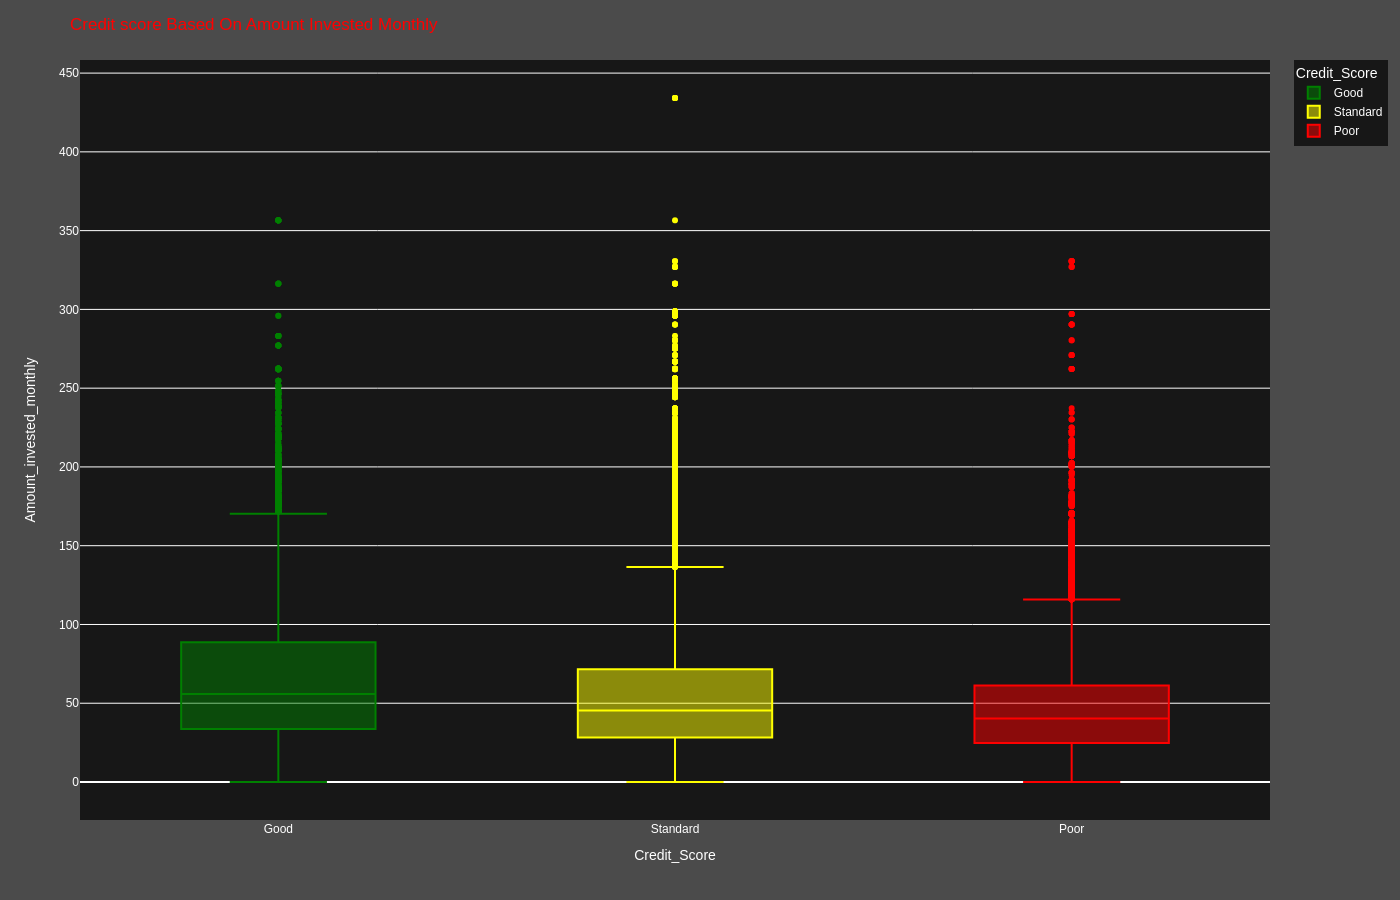 Credit score Based On Amount Invested Monthly
Credit_Score
Good
Standard
Poor
450
400
350
300
250
200
150
100
50
0
Amount_invested_monthly
Good
Standard
Poor
Credit_Score